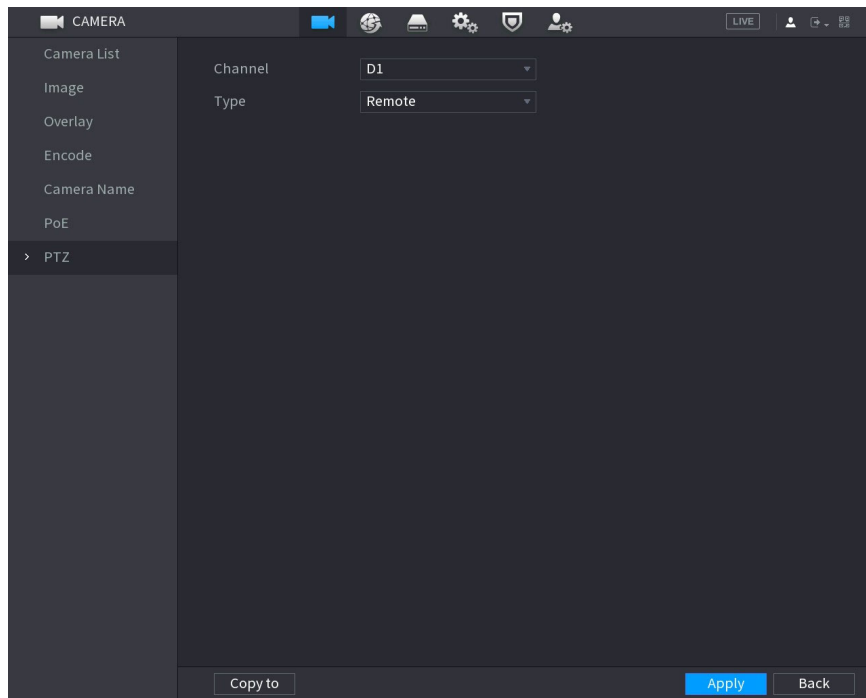 CAMERA
LIVE
Camera List
Image
Overlay
Encode
Camera Name
PoE
> PTZ
Channel D1
Type Remote
Copy to
Apply
Back